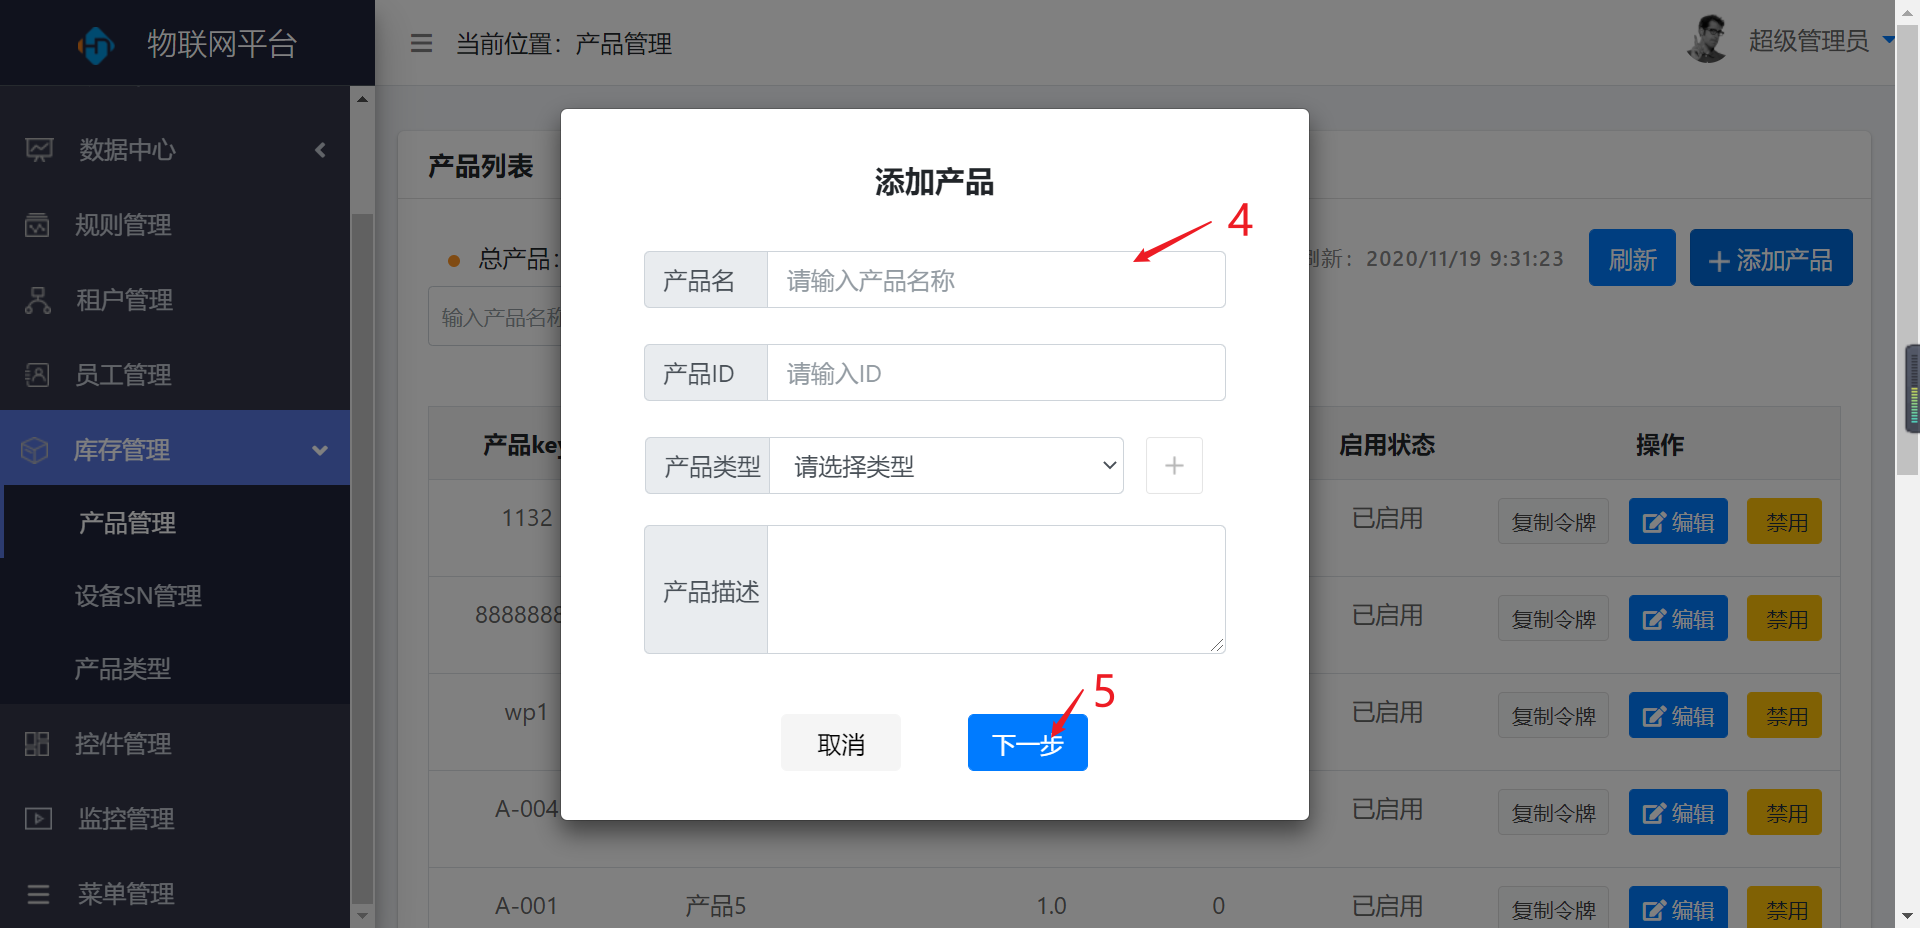 物联网平台
当前位置：产品管理
超级管理员
数据中心
规则管理
租户管理
员工管理
库存管理
产品管理
设备SN管理
产品类型
控件管理
监控管理
菜单管理
产品列表
总产品：
刷新：2020/11/19 9:31:23
刷新
添加产品
输入产品名称
产品key
启用状态
操作
1132
已启用
复制令牌
编辑
禁用
8888888
已启用
复制令牌
编辑
禁用
wp1
已启用
复制令牌
编辑
禁用
A-004
已启用
复制令牌
编辑
禁用
A-001
产品5
1.0
0
已启用
复制令牌
编辑
禁用
添加产品
4
产品名
请输入产品名称
产品ID
请输入ID
产品类型
请选择类型
产品描述
5
取消
下一步